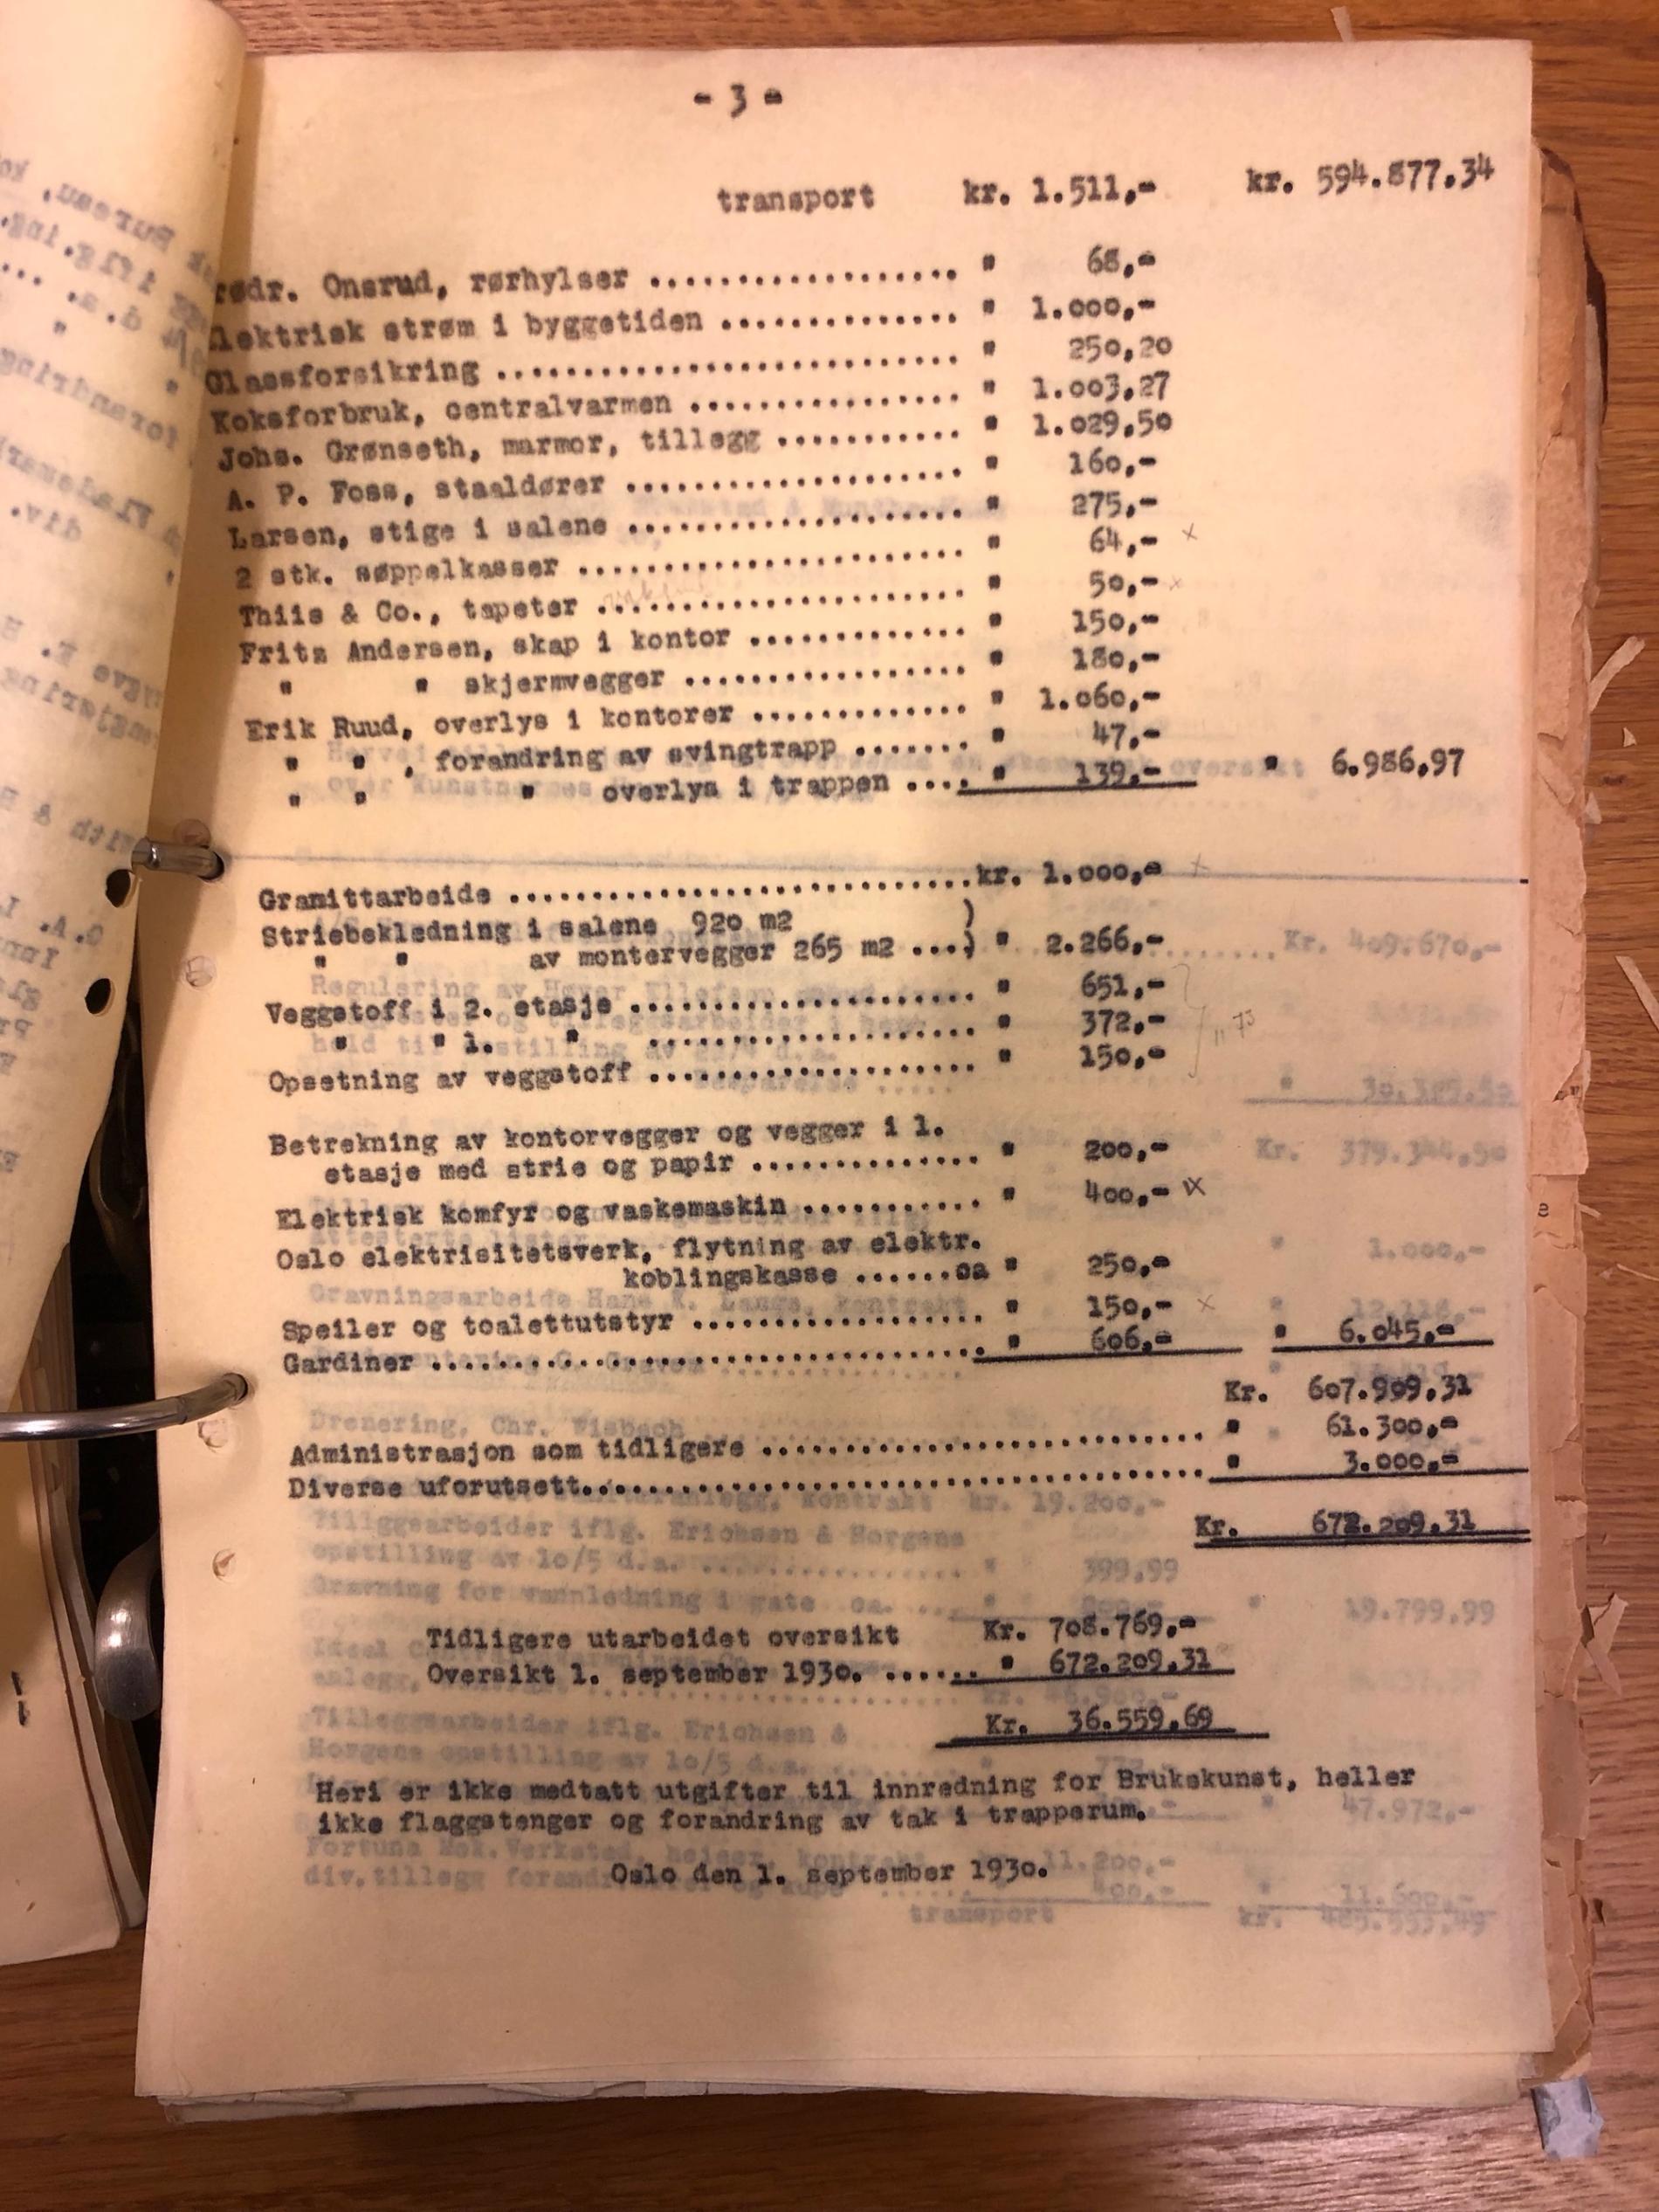 - 3 -
transport kr. 1.511,- kr. 594.877,34
rødr. Onsrud, rørhylser ................... " 68,-
lektrisk strøm i byggetiden ............... " 1.000,-
Glassforsikring ............................. " 250,20
Koksforbruk, centralvarmen ................. " 1.003,27
Johs. Grønseth, marmor, tillegg ........... " 1.029,50
A. P. Foss, staaldører ..................... " 160,-
Larsen, stige i salene ..................... " 275,-
2 stk. søppelkasser ........................ " 64,- x
Thiis & Co., tapeter ....................... " 50,- x
Fritz Andersen, skap i kontor ............. " 150,-
" " skjermvegger ................. " 180,-
Erik Ruud, overlys i kontorer ............. " 1.060,-
" " , forandring av svingtrapp ....... " 47,-
" " " overlys i trappen .... " 139,- " 6.986,97
Granittarbeide ............................kr. 1.000,- x
Striebekledning i salene 920 m2 )
" " av montervegger 265 m2 ...) " 2.266,-
Veggstoff i 2. etasje ..................... " 651,-
" " 1. " .................... " 372,- " 73
Opsetning av veggstoff .................... " 150,-
Betrekning av kontorvegger og vegger i 1.
etasje med strie og papir .............. " 200,-
Elektrisk komfyr og vaskemaskin ........... " 400,- x
Oslo elektrisitetsverk, flytning av elektr.
koblingskasse ......ca " 250,-
Speiler og toalettutstyr .................. " 150,- x
Gardiner .................................. " 606,- " 6.045,-
Kr. 607.909,31
Administrasjon som tidligere ............................. " 61.300,-
Diverse uforutsett........................................ " 3.000,-
Kr. 672.209,31
Tidligere utarbeidet oversikt Kr. 708.769,-
Oversikt 1. september 1930. ...... " 672.209,31
Kr. 36.559,69
Heri er ikke medtatt utgifter til innredning for Brukskunst, heller
ikke flaggstenger og forandring av tak i trapperum.
Oslo den 1. september 1930.